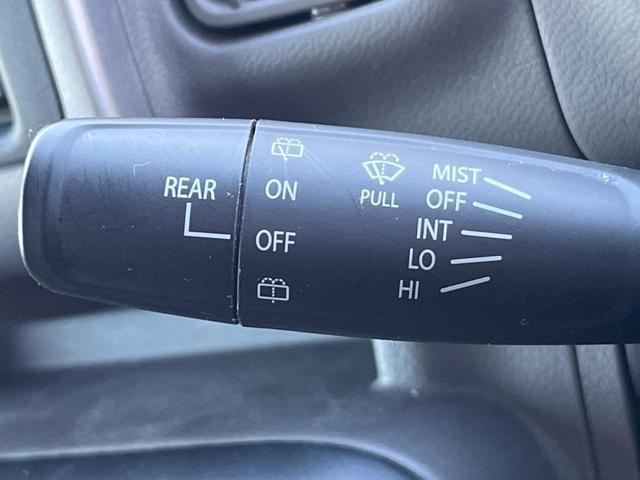 REAR
ON
OFF
PULL
MIST
OFF
INT
LO
HI